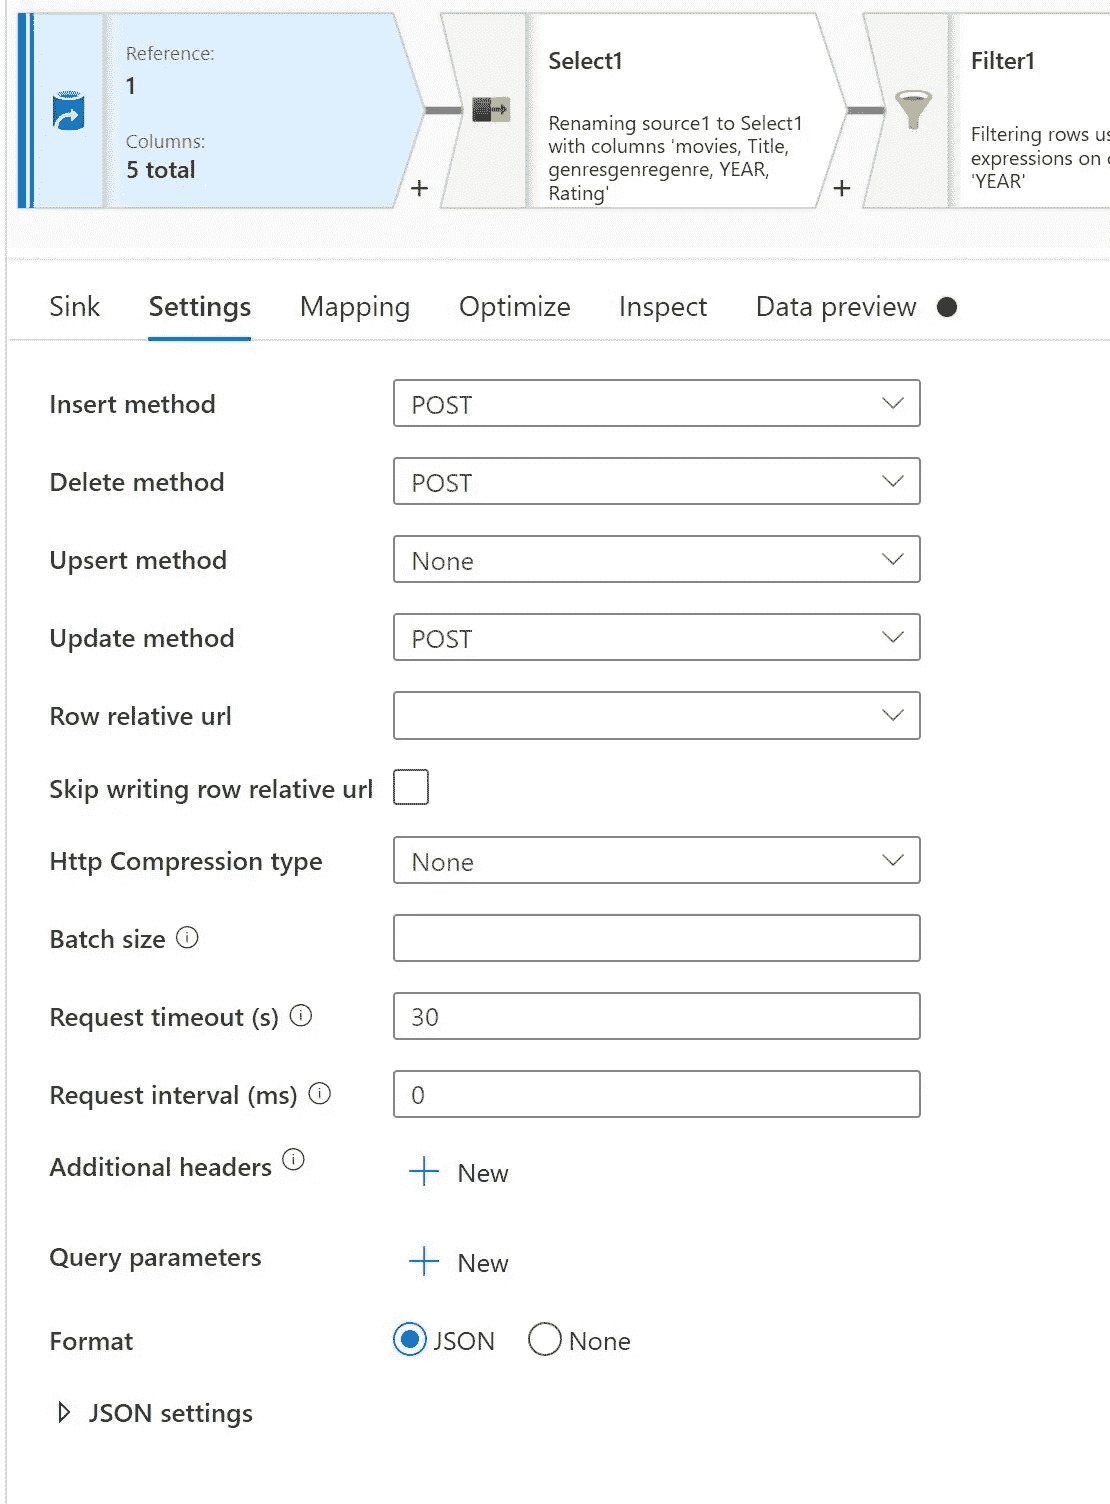 Reference:
1
Columns:
5 total
+
Select1
Renaming source1 to Select1
with columns 'movies, Title,
genresgenregenre, YEAR,
Rating'
+
Filter1
Filtering rows us
expressions on
'YEAR'
Sink Settings Mapping Optimize Inspect Data preview
Insert method POST
Delete method POST
Upsert method None
Update method POST
Row relative url
Skip writing row relative url
Http Compression type None
Batch size
Request timeout (s) 30
Request interval (ms) 0
Additional headers + New
Query parameters + New
Format JSON None
JSON settings